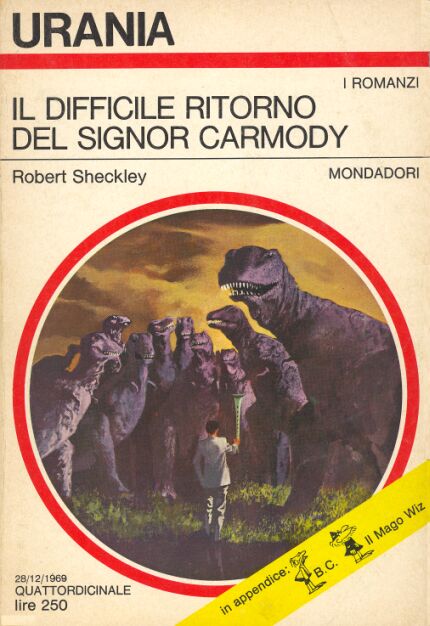 URANIA
I ROMANZI
IL DIFFICILE RITORNO
DEL SIGNOR CARMODY
Robert Sheckley
MONDADORI
28/12/1969
QUATTORDICINALE
lire 250
in appendice:
B.C.
Il Mago Wiz